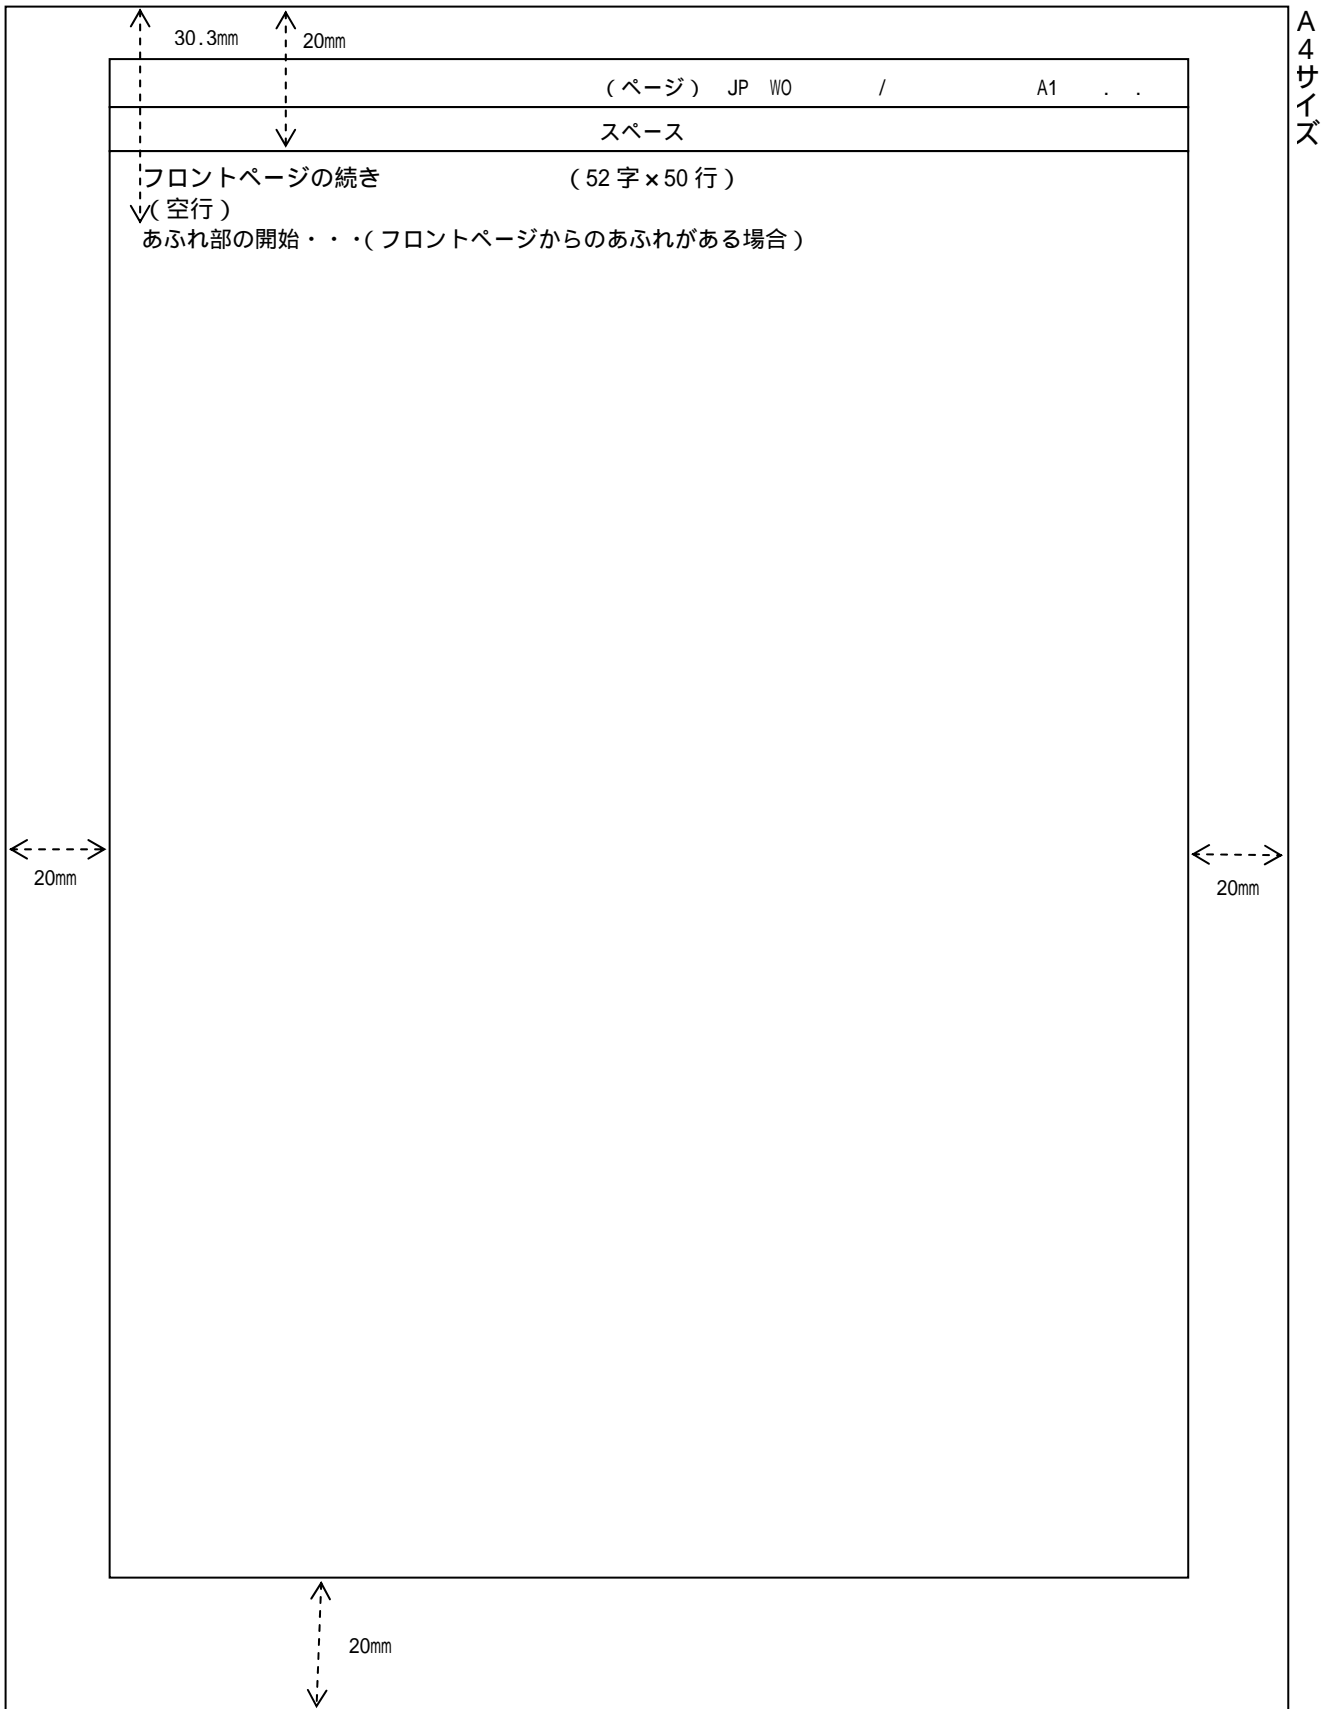 30.3㎜ 20㎜
(ページ) JP WO / A1 . .
スペース
フロントページの続き (52字×50行)
(空行)
あふれ部の開始・・・(フロントページからのあふれがある場合)
20㎜
20㎜
20㎜
A4サイズ